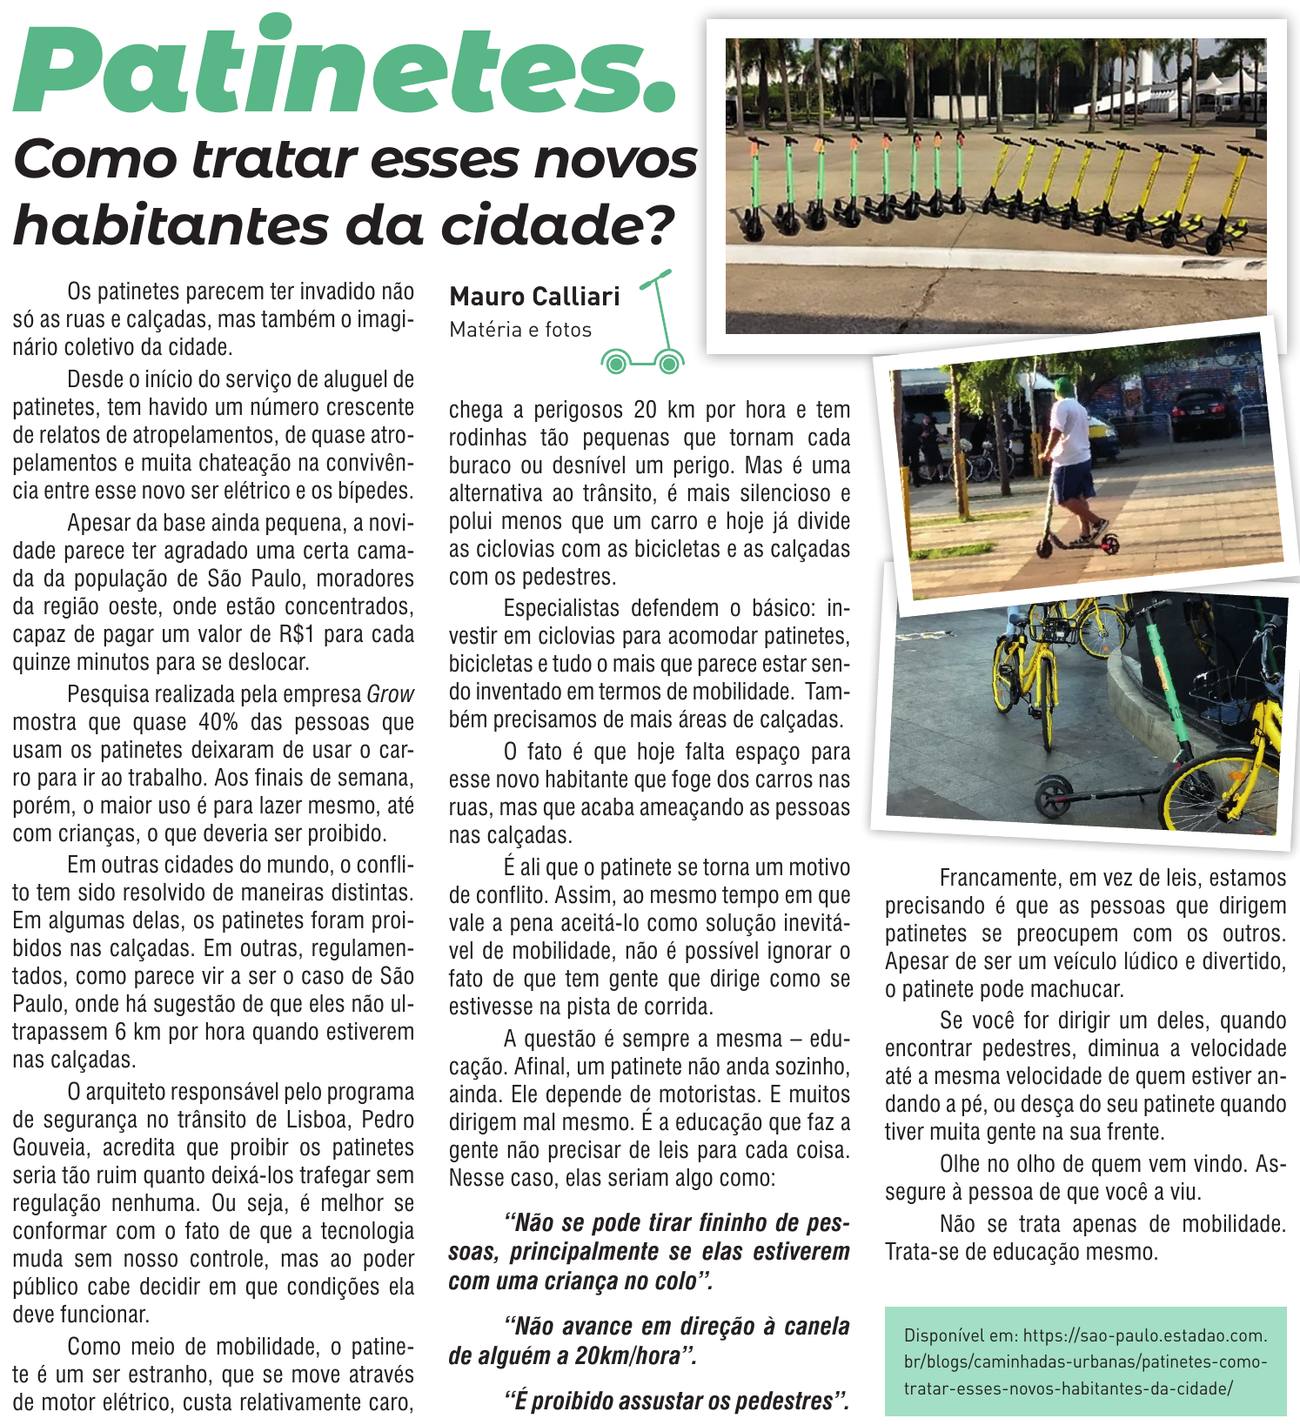 Patinetes.
Como tratar esses novos
habitantes da cidade?
Os patinetes parecem ter invadido não
só as ruas e calçadas, mas também o imagi-
nário coletivo da cidade.
Desde o início do serviço de aluguel de
patinetes, tem havido um número crescente
de relatos de atropelamentos, de quase atro-
pelamentos e muita chateação na convivên-
cia entre esse novo ser elétrico e os bípedes.
Apesar da base ainda pequena, a novi-
dade parece ter agradado uma certa cama-
da da população de São Paulo, moradores
da região oeste, onde estão concentrados,
capaz de pagar um valor de R$1 para cada
quinze minutos para se deslocar.
Pesquisa realizada pela empresa Grow
mostra que quase 40% das pessoas que
usam os patinetes deixaram de usar o car-
ro para ir ao trabalho. Aos finais de semana,
porém, o maior uso é para lazer mesmo, até
com crianças, o que deveria ser proibido.
Em outras cidades do mundo, o confli-
to tem sido resolvido de maneiras distintas.
Em algumas delas, os patinetes foram proi-
bidos nas calçadas. Em outras, regulamen-
tados, como parece vir a ser o caso de São
Paulo, onde há sugestão de que eles não ul-
trapassem 6 km por hora quando estiverem
nas calçadas.
O arquiteto responsável pelo programa
de segurança no trânsito de Lisboa, Pedro
Gouveia, acredita que proibir os patinetes
seria tão ruim quanto deixá-los trafegar sem
regulação nenhuma. Ou seja, é melhor se
conformar com o fato de que a tecnologia
muda sem nosso controle, mas ao poder
público cabe decidir em que condições ela
deve funcionar.
Como meio de mobilidade, o patine-
te é um ser estranho, que se move através
de motor elétrico, custa relativamente caro,
Mauro Calliari
Matéria e fotos
chega a perigosos 20 km por hora e tem
rodinhas tão pequenas que tornam cada
buraco ou desnível um perigo. Mas é uma
alternativa ao trânsito, é mais silencioso e
polui menos que um carro e hoje já divide
as ciclovias com as bicicletas e as calçadas
com os pedestres.
Especialistas defendem o básico: in-
vestir em ciclovias para acomodar patinetes,
bicicletas e tudo o mais que parece estar sen-
do inventado em termos de mobilidade. Tam-
bém precisamos de mais áreas de calçadas.
O fato é que hoje falta espaço para
esse novo habitante que foge dos carros nas
ruas, mas que acaba ameaçando as pessoas
nas calçadas.
É ali que o patinete se torna um motivo
de conflito. Assim, ao mesmo tempo em que
vale a pena aceitá-lo como solução inevitá-
vel de mobilidade, não é possível ignorar o
fato de que tem gente que dirige como se
estivesse na pista de corrida.
A questão é sempre a mesma – edu-
cação. Afinal, um patinete não anda sozinho,
ainda. Ele depende de motoristas. E muitos
dirigem mal mesmo. É a educação que faz a
gente não precisar de leis para cada coisa.
Nesse caso, elas seriam algo como:
“Não se pode tirar fininho de pes-
soas, principalmente se elas estiverem
com uma criança no colo”.
“Não avance em direção à canela
de alguém a 20km/hora”.
“É proibido assustar os pedestres”.
Francamente, em vez de leis, estamos
precisando é que as pessoas que dirigem
patinetes se preocupem com os outros.
Apesar de ser um veículo lúdico e divertido,
o patinete pode machucar.
Se você for dirigir um deles, quando
encontrar pedestres, diminua a velocidade
até a mesma velocidade de quem estiver an-
dando a pé, ou desça do seu patinete quando
tiver muita gente na sua frente.
Olhe no olho de quem vem vindo. As-
segure à pessoa de que você a viu.
Não se trata apenas de mobilidade.
Trata-se de educação mesmo.
Disponível em: https://sao-paulo.estadao.com.
br/blogs/caminhadas-urbanas/patinetes-como-
tratar-esses-novos-habitantes-da-cidade/